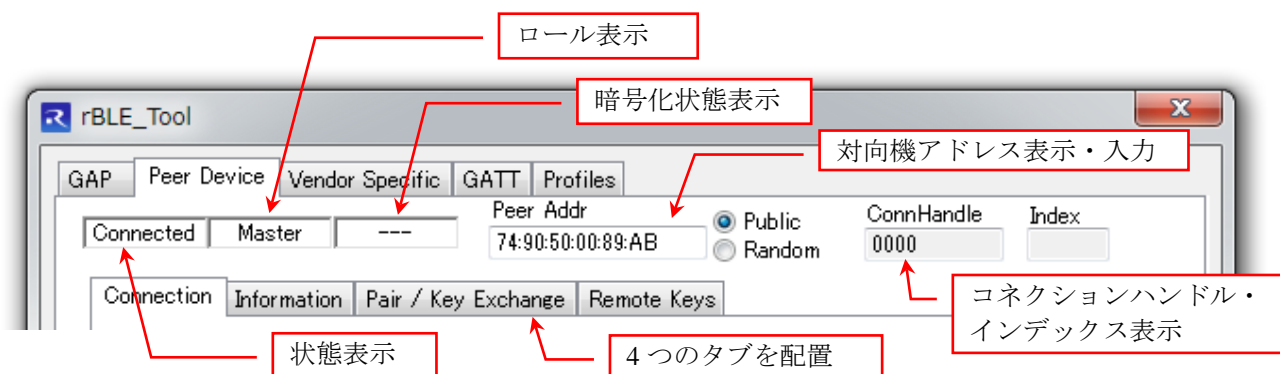 ロール表示
暗号化状態表示
rBLE_Tool
対向機アドレス表示・入力
GAP Peer Device Vendor Specific GATT Profiles
Peer Addr ConnHandle Index
Connected Master --- 74:90:50:00:89:AB Public 0000
Random
Connection Information Pair / Key Exchange Remote Keys
コネクションハンドル・
インデックス表示
状態表示 4つのタブを配置